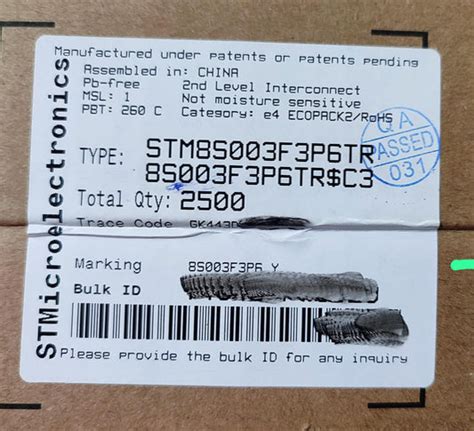 Manufactured under patents or patents pending
Assembled in: CHINA
Pb-free 2nd Level Interconnect
MSL: 1 Not moisture sensitive
PBT: 260 C Category: e4 ECOPACK2/RoHS
QA
PASSED
031
TYPE: STM8S003F3P6TR
8S003F3P6TR$C3
Total Qty: 2500
Trace Code GK443D
Marking 8S003F3P6 Y
Bulk ID
Please provide the bulk ID for any inquiry
STMicroelectronics